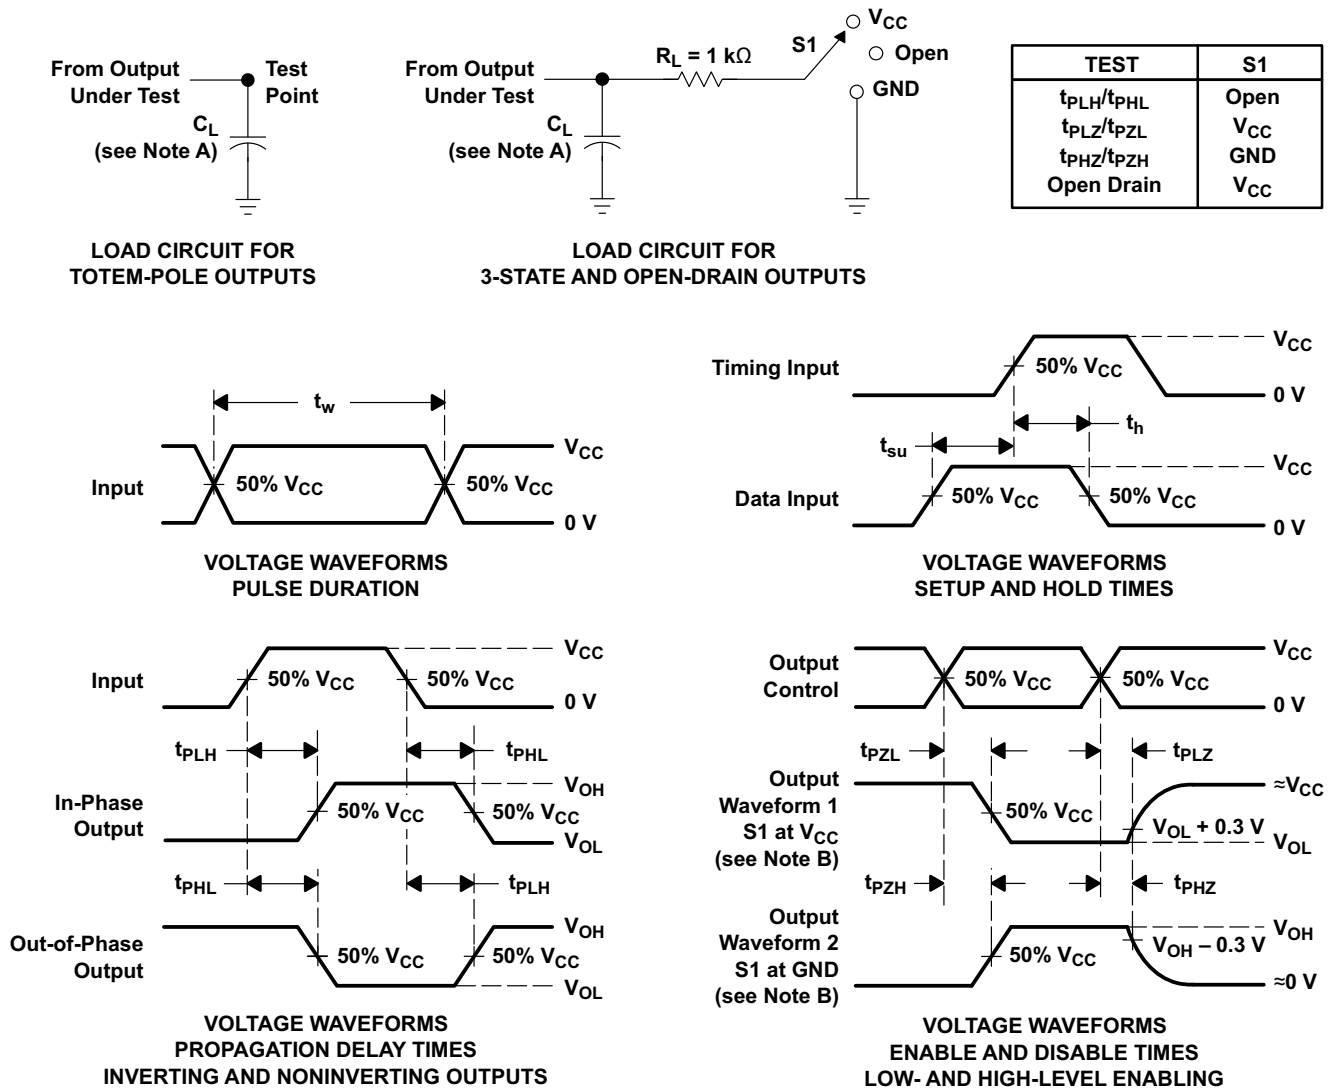 From Output
Under Test
Test
Point
C_L
(see Note A)
LOAD CIRCUIT FOR
TOTEM-POLE OUTPUTS
From Output
Under Test
R_L = 1 kΩ
S1
V_CC
Open
GND
C_L
(see Note A)
LOAD CIRCUIT FOR
3-STATE AND OPEN-DRAIN OUTPUTS
TEST S1
t_PLH/t_PHL Open
t_PLZ/t_PZL V_CC
t_PHZ/t_PZH GND
Open Drain V_CC
t_w
Input
50% V_CC
50% V_CC
V_CC
0 V
VOLTAGE WAVEFORMS
PULSE DURATION
Timing Input
50% V_CC
V_CC
0 V
t_su
t_h
Data Input
50% V_CC
50% V_CC
V_CC
0 V
VOLTAGE WAVEFORMS
SETUP AND HOLD TIMES
Input
50% V_CC
50% V_CC
V_CC
0 V
t_PLH
t_PHL
In-Phase
Output
50% V_CC
50% V_CC
V_OH
V_OL
t_PHL
t_PLH
Out-of-Phase
Output
50% V_CC
50% V_CC
V_OH
V_OL
VOLTAGE WAVEFORMS
PROPAGATION DELAY TIMES
INVERTING AND NONINVERTING OUTPUTS
Output
Control
50% V_CC
50% V_CC
V_CC
0 V
t_PZL
t_PLZ
Output
Waveform 1
S1 at V_CC
(see Note B)
50% V_CC
≈V_CC
V_OL + 0.3 V
V_OL
t_PZH
t_PHZ
Output
Waveform 2
S1 at GND
(see Note B)
50% V_CC
V_OH
V_OH − 0.3 V
≈0 V
VOLTAGE WAVEFORMS
ENABLE AND DISABLE TIMES
LOW- AND HIGH-LEVEL ENABLING